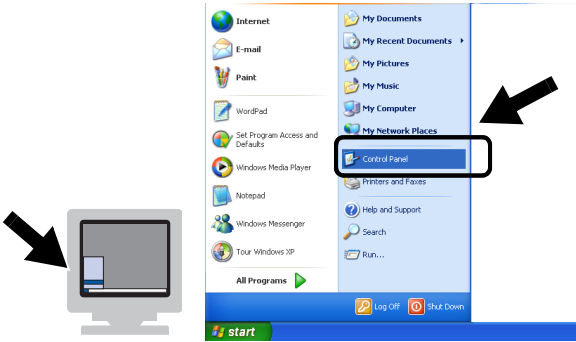 Internet
E-mail
Paint
WordPad
Set Program Access and
Defaults
Windows Media Player
Notepad
Windows Messenger
Tour Windows XP
All Programs
My Documents
My Recent Documents
My Pictures
My Music
My Computer
My Network Places
Control Panel
Printers and Faxes
Help and Support
Search
Run...
Log Off
Shut Down
start